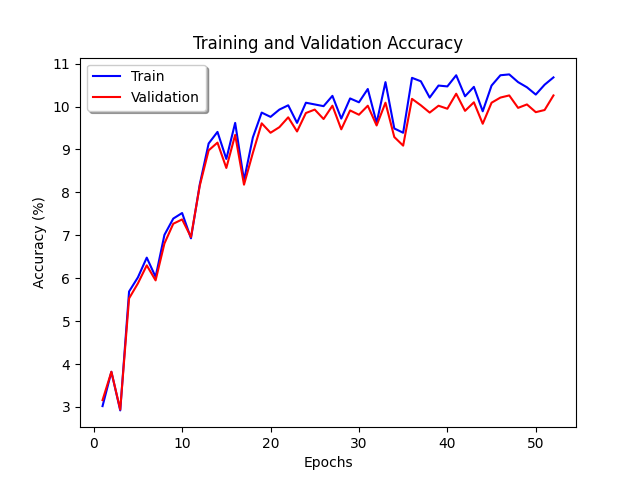 Training and Validation Accuracy
Train
Validation
11
10
9
8
7
6
5
4
3
Accuracy (%)
0 10 20 30 40 50
Epochs